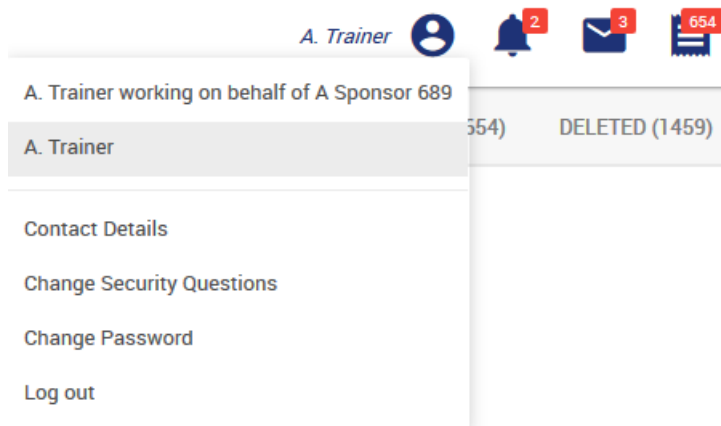 A. Trainer
2
3
654
A. Trainer working on behalf of A Sponsor 689
A. Trainer
654)
DELETED (1459)
Contact Details
Change Security Questions
Change Password
Log out